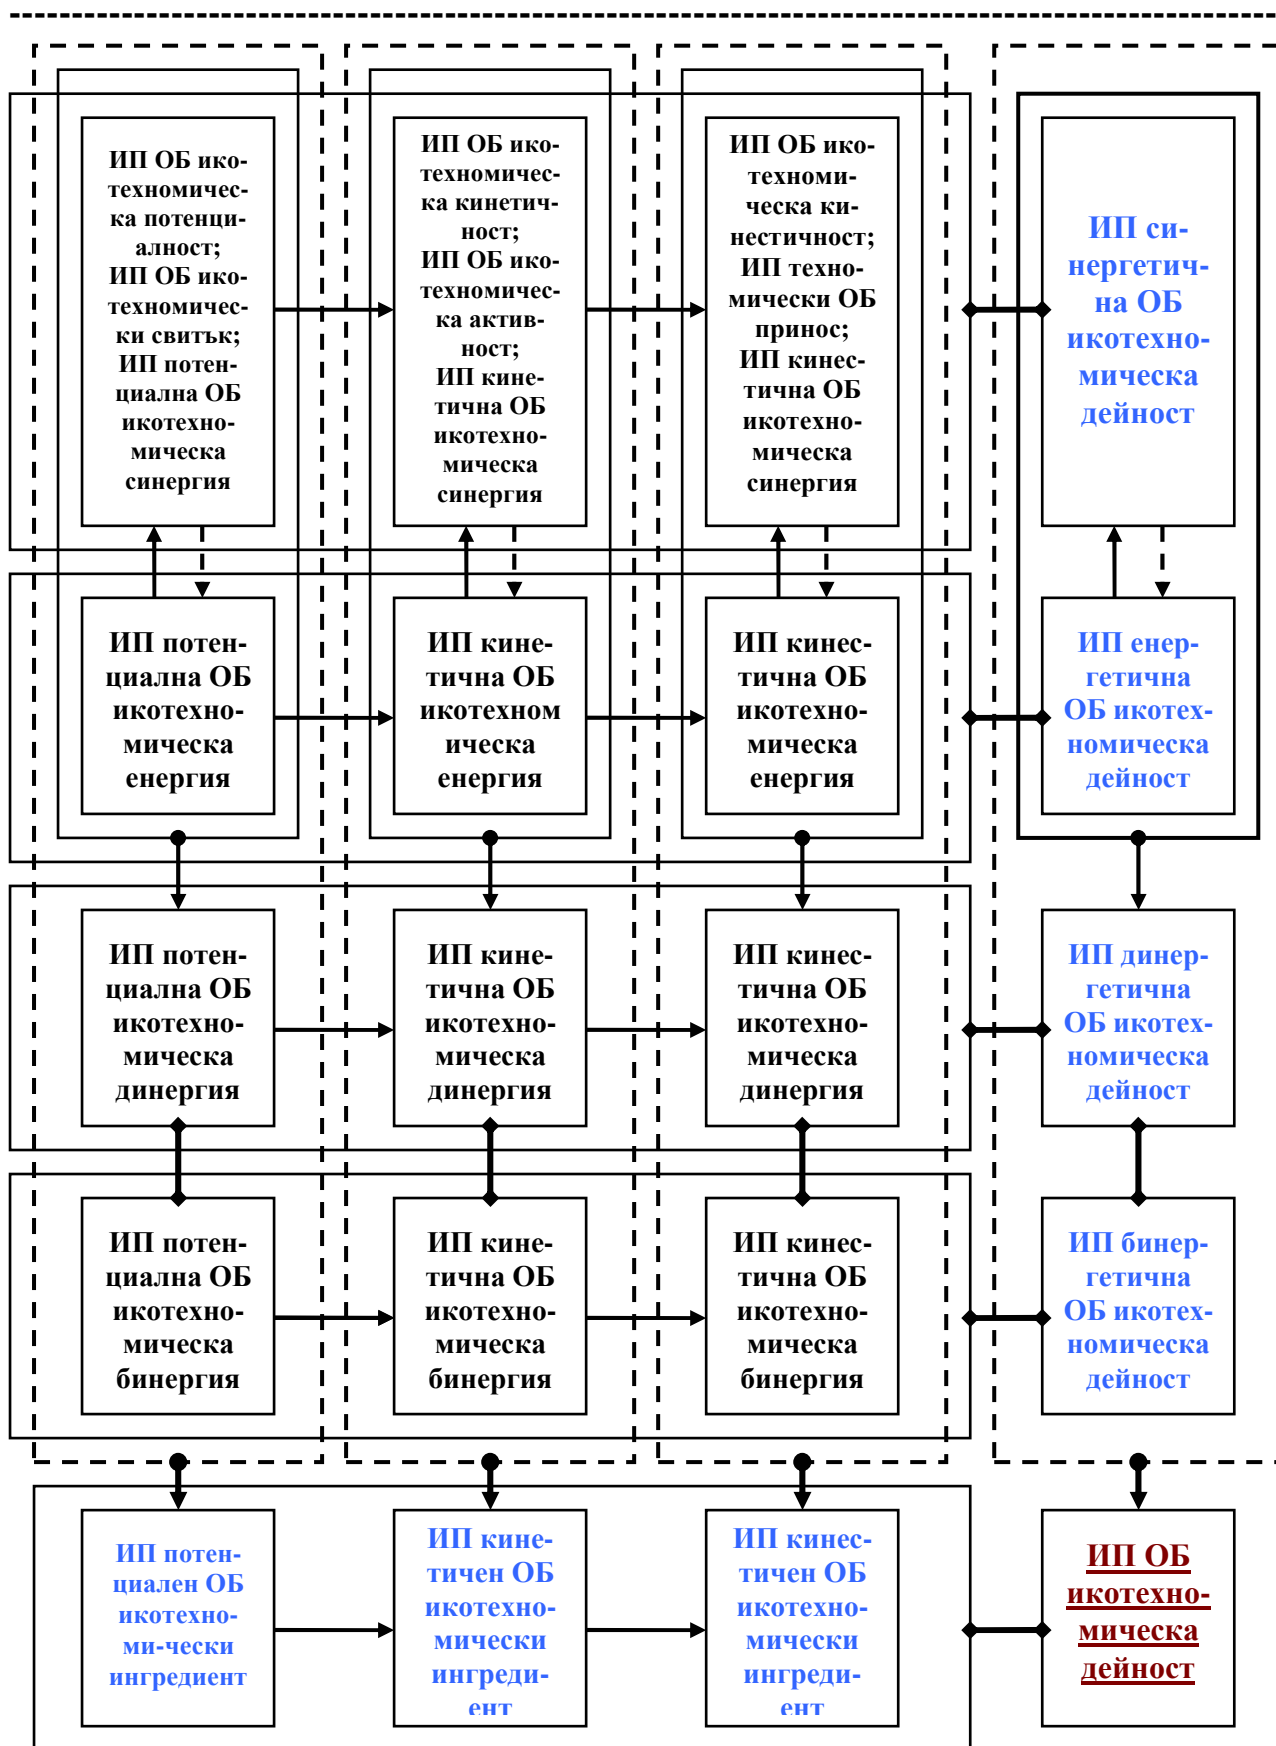 ИП ОБ ико-
техномичес-
ка потенци-
алност;
ИП ОБ ико-
техномичес-
ки свитък;
ИП потен-
циална ОБ
икотехно-
мическа
синергия
ИП ОБ ико-
техномичес-
ка кинетич-
ност;
ИП ОБ ико-
техномичес-
ка актив-
ност;
ИП кине-
тична ОБ
икотехно-
мическа
синергия
ИП ОБ ико-
техноми-
ческа ки-
нестичност;
ИП техно-
мически ОБ
принос;
ИП кинес-
тична ОБ
икотехно-
мическа
синергия
ИП си-
нергетич-
на ОБ
икотехно-
мическа
дейност
ИП потен-
циална ОБ
икотехно-
мическа
енергия
ИП кине-
тична ОБ
икотехном
ическа
енергия
ИП кинес-
тична ОБ
икотехно-
мическа
енергия
ИП енер-
гетична
ОБ икотех-
номическа
дейност
ИП потен-
циална ОБ
икотехно-
мическа
динергия
ИП кине-
тична ОБ
икотехно-
мическа
динергия
ИП кинес-
тична ОБ
икотехно-
мическа
динергия
ИП динер-
гетична
ОБ икотех-
номическа
дейност
ИП потен-
циална ОБ
икотехно-
мическа
бинергия
ИП кине-
тична ОБ
икотехно-
мическа
бинергия
ИП кинес-
тична ОБ
икотехно-
мическа
бинергия
ИП бинер-
гетична
ОБ икотех-
номическа
дейност
ИП потен-
циален ОБ
икотехно-
ми-чески
ингредиент
ИП кине-
тичен ОБ
икотехно-
мически
ингреди-
ент
ИП кинес-
тичен ОБ
икотехно-
мически
ингреди-
ент
ИП ОБ
икотехно-
мическа
дейност